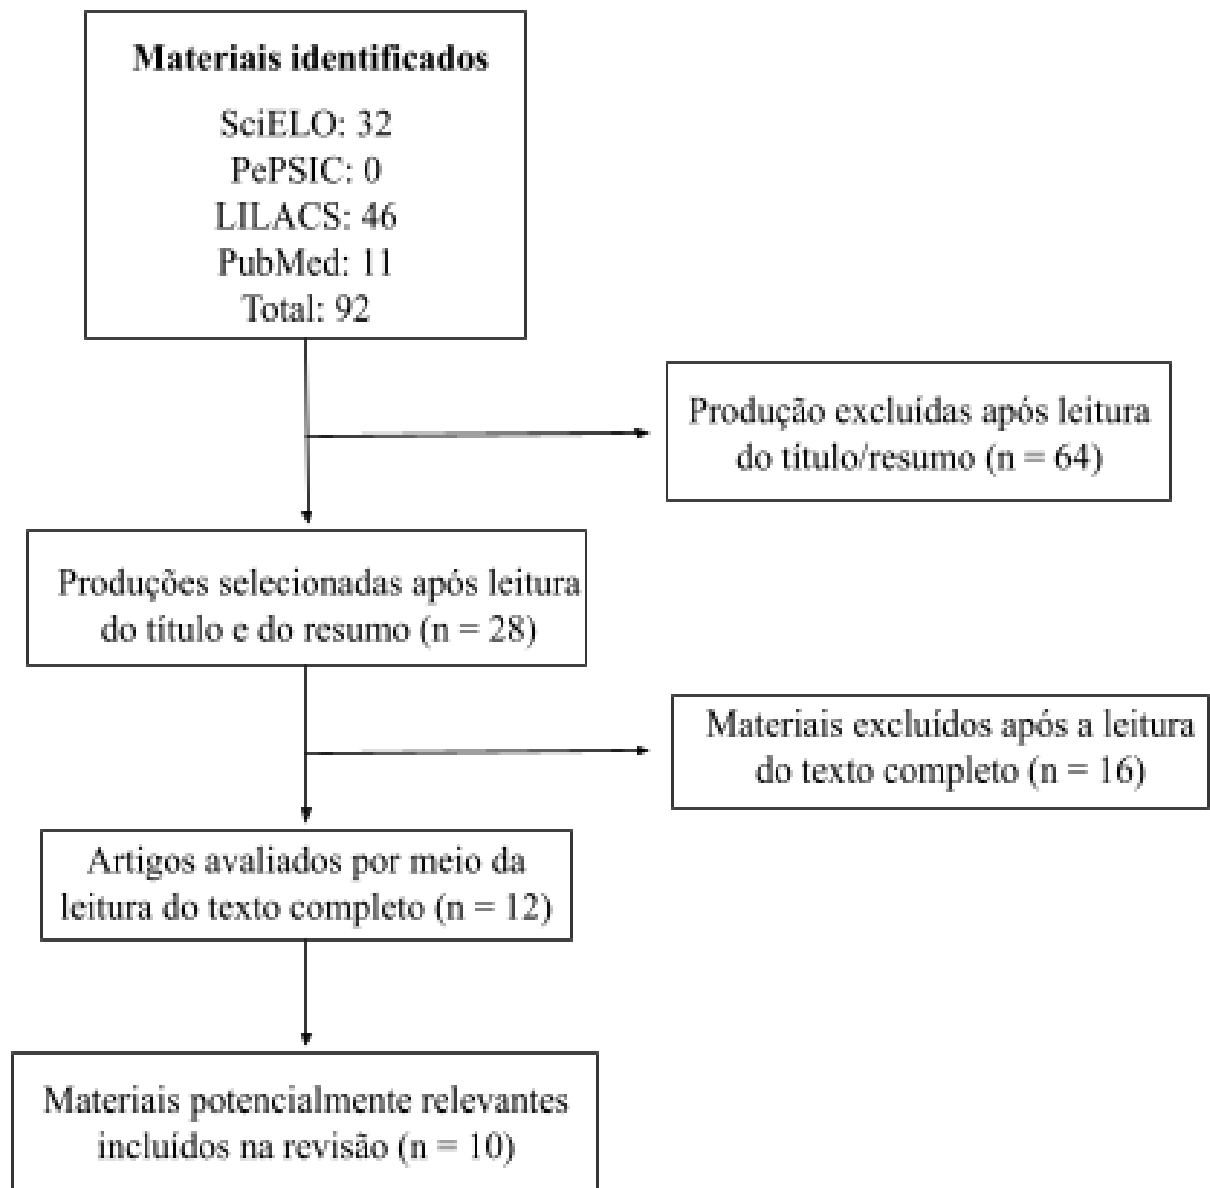 Materiais identificados
SciELO: 32
PePSIC: 0
LILACS: 46
PubMed: 11
Total: 92
Produção excluídas após leitura
do título/resumo (n = 64)
Produções selecionadas após leitura
do título e do resumo (n = 28)
Materiais excluídos após a leitura
do texto completo (n = 16)
Artigos avaliados por meio da
leitura do texto completo (n = 12)
Materiais potencialmente relevantes
incluídos na revisão (n = 10)